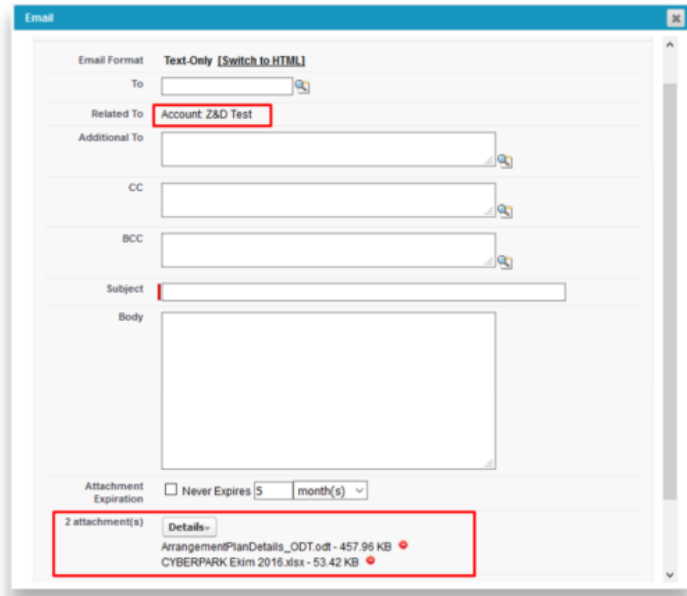 Email
Email Format Text-Only [Switch to HTML]
To
Related To Account: Z&D Test
Additional To
CC
BCC
Subject
Body
Attachment Expiration Never Expires 5 month(s)
2 attachment(s) Details
ArrangementPlanDetails_ODT.odt - 457.96 KB
CYBERPARK Ekim 2016.xlsx - 53.42 KB